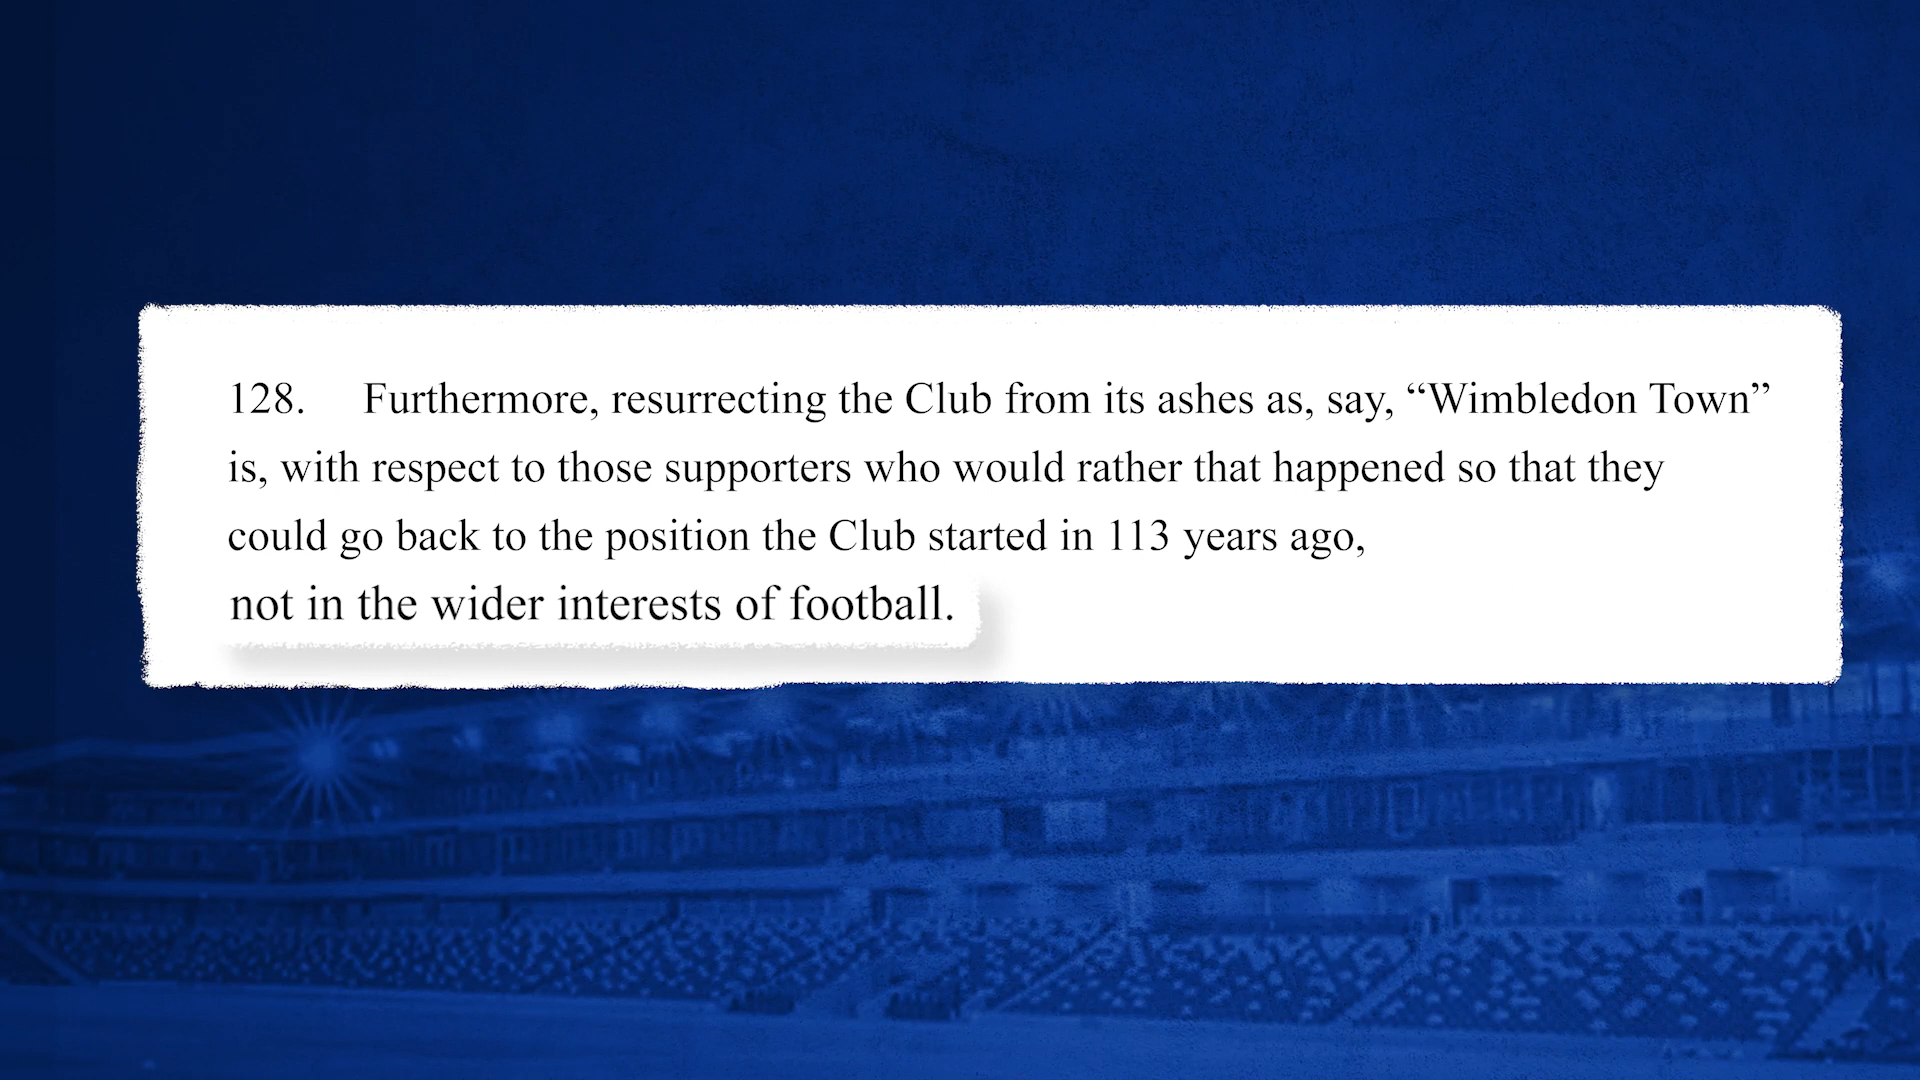 128. Furthermore, resurrecting the Club from its ashes as, say, “Wimbledon Town”
is, with respect to those supporters who would rather that happened so that they
could go back to the position the Club started in 113 years ago,
not in the wider interests of football.